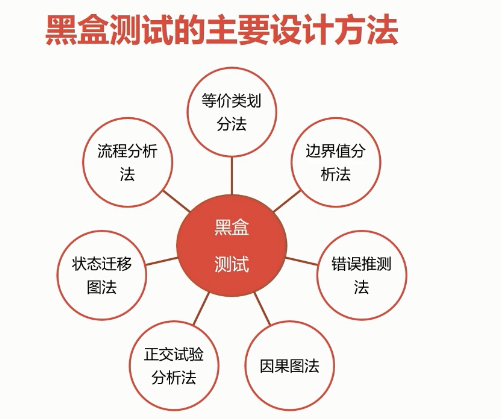 黑盒测试的主要设计方法
等价类划
分法
边界值分
析法
错误推测
法
因果图法
正交试验
分析法
状态迁移
图法
流程分析
法
黑盒
测试